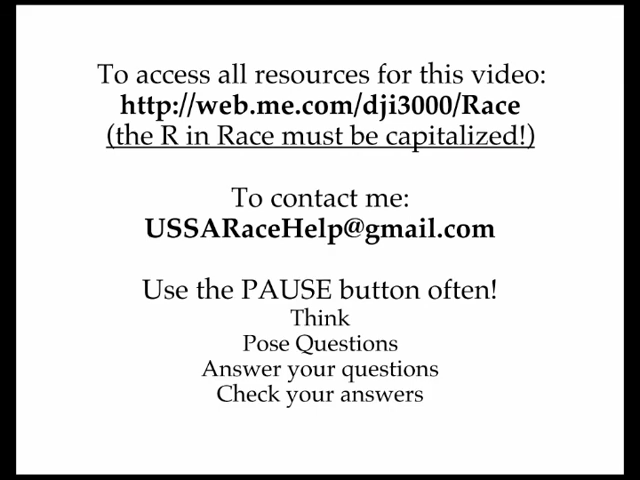 To access all resources for this video:
http://web.me.com/dji3000/Race
(the R in Race must be capitalized!)
To contact me:
USSARaceHelp@gmail.com
Use the PAUSE button often!
Think
Pose Questions
Answer your questions
Check your answers